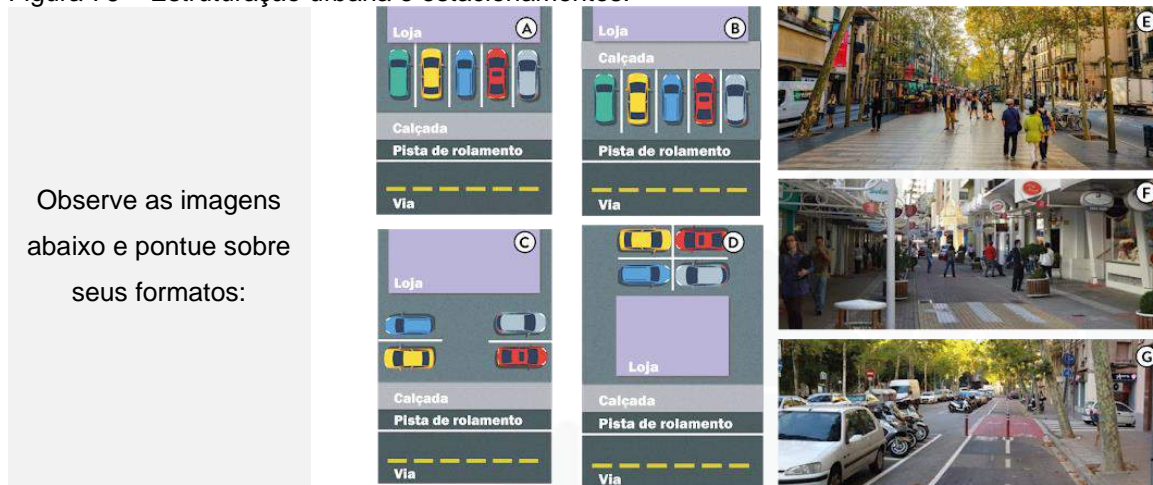 Observe as imagens
abaixo e pontue sobre
seus formatos:
Loja
A
Calçada
Pista de rolamento
Via
Loja
B
Calçada
Pista de rolamento
Via
C
Loja
Calçada
Pista de rolamento
Via
D
Loja
Calçada
Pista de rolamento
Via
E
F
G